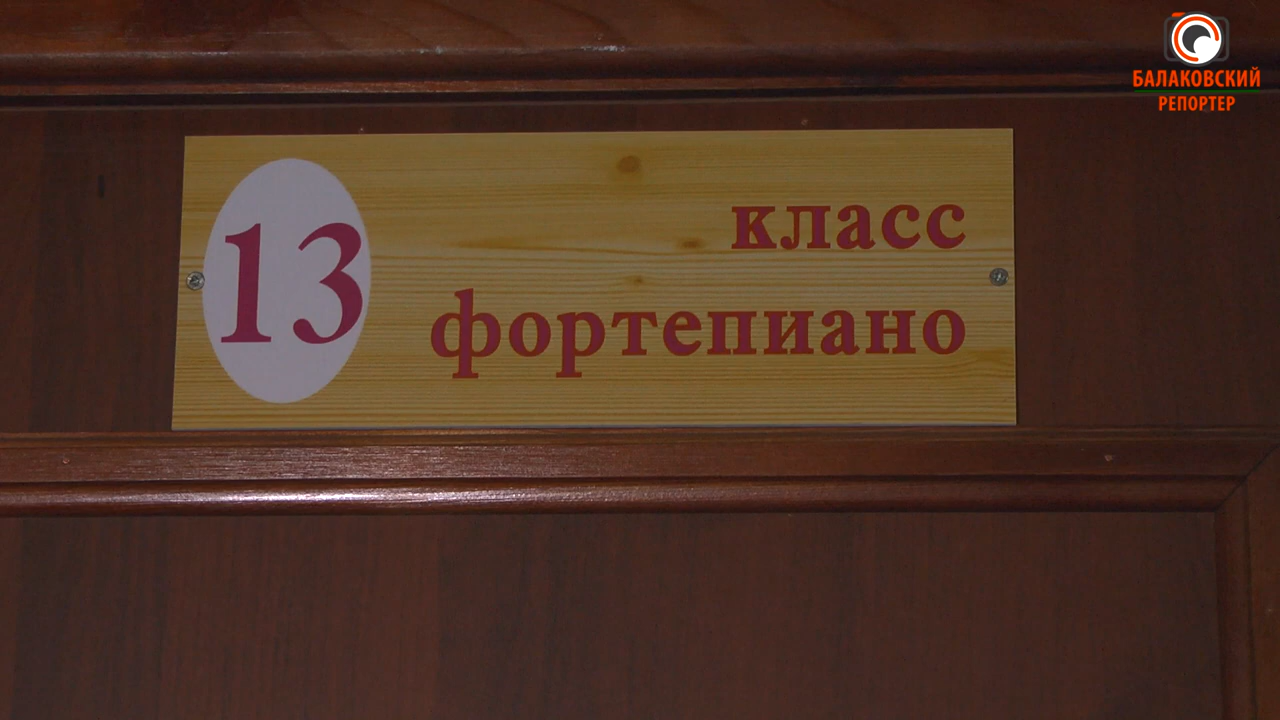 БАЛАКОВСКИЙ
РЕПОРТЕР
13
класс
фортепиано